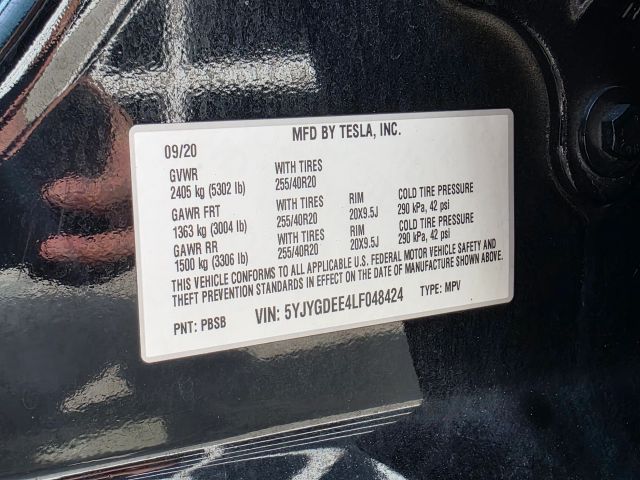 MFD BY TESLA, INC.
09/20
GVWR WITH TIRES
2405 kg (5302 lb) 255/40R20
GAWR FRT WITH TIRES RIM COLD TIRE PRESSURE
1363 kg (3004 lb) 255/40R20 20X9.5J 290 kPa, 42 psi
GAWR RR WITH TIRES RIM COLD TIRE PRESSURE
1500 kg (3306 lb) 255/40R20 20X9.5J 290 kPa, 42 psi
THIS VEHICLE CONFORMS TO ALL APPLICABLE U.S. FEDERAL MOTOR VEHICLE SAFETY AND
THEFT PREVENTION STANDARDS IN EFFECT ON THE DATE OF MANUFACTURE SHOWN ABOVE.
PNT: PBSB VIN: 5YJYGDEE4LF048424 TYPE: MPV